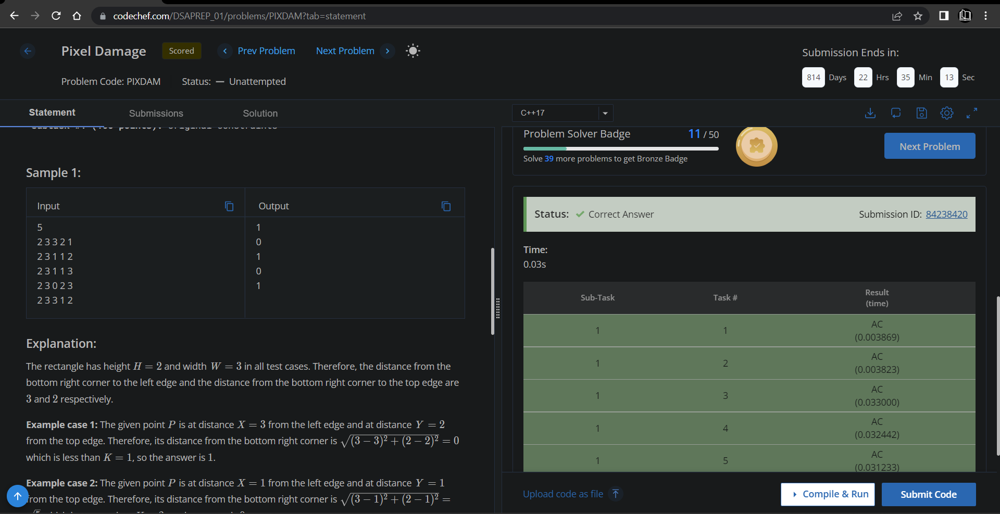 codechef.com/DSAPREP_01/problems/PIXDAM?tab=statement
Pixel Damage
Scored
Prev Problem
Next Problem
Submission Ends in:
814 Days 22 Hrs 35 Min 13 Sec
Problem Code: PIXDAM
Status: — Unattempted
Statement
Submissions
Solution
C++17
Subtask #1 (100 points): original constraints
Sample 1:
Input
Output
5
2 3 3 2 1
2 3 1 1 2
2 3 1 1 3
2 3 0 2 3
2 3 3 1 2
1
0
1
0
1
Explanation:
The rectangle has height H = 2 and width W = 3 in all test cases. Therefore, the distance from the
bottom right corner to the left edge and the distance from the bottom right corner to the top edge are
3 and 2 respectively.
Example case 1: The given point P is at distance X = 3 from the left edge and at distance Y = 2
from the top edge. Therefore, its distance from the bottom right corner is √(3 − 3)² + (2 − 2)² = 0
which is less than K = 1, so the answer is 1.
Example case 2: The given point P is at distance X = 1 from the left edge and at distance Y = 1
from the top edge. Therefore, its distance from the bottom right corner is √(3 − 1)² + (2 − 1)² =
Problem Solver Badge
11 / 50
Solve 39 more problems to get Bronze Badge
Next Problem
Status: ✓ Correct Answer
Submission ID: 84238420
Time:
0.03s
Sub-Task
Task #
Result
(time)
1
1
AC
(0.003869)
1
2
AC
(0.003823)
1
3
AC
(0.033000)
1
4
AC
(0.032442)
1
5
AC
(0.031233)
Upload code as file
Compile & Run
Submit Code